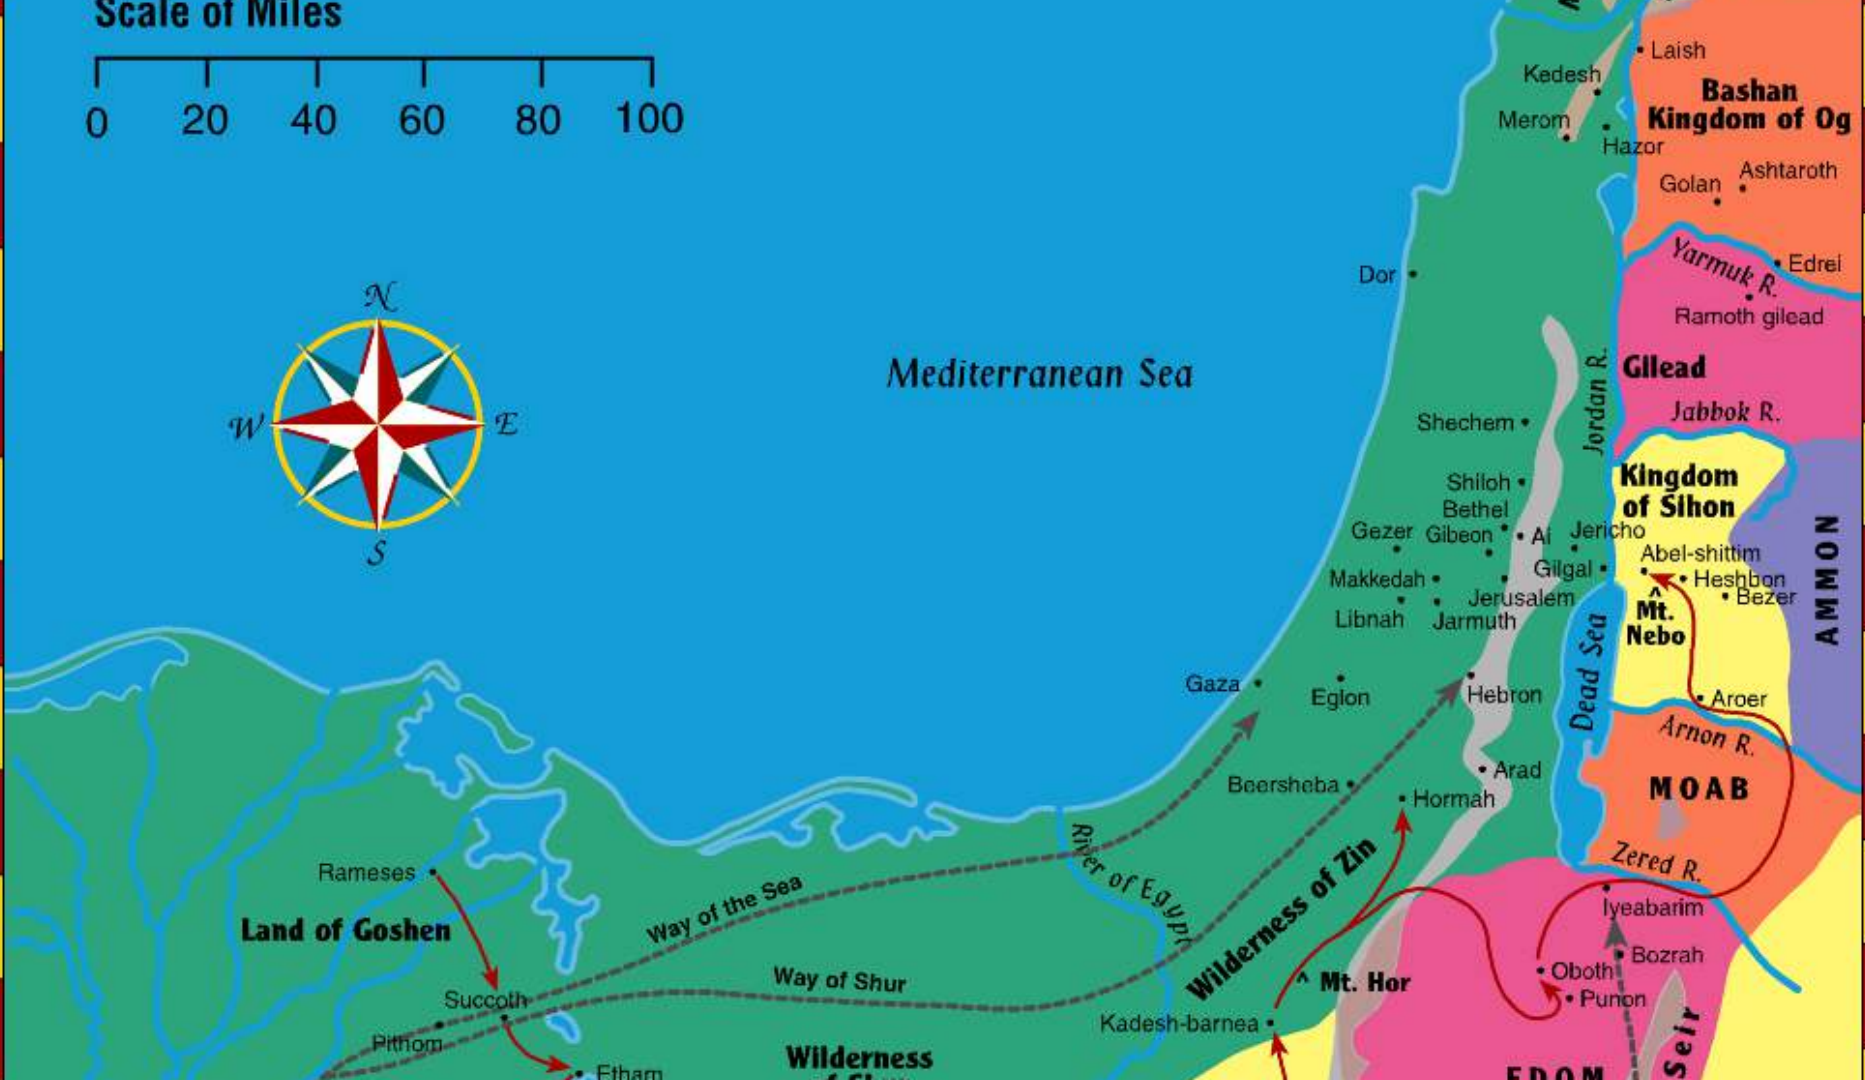 Scale of Miles
0 20 40 60 80 100
N
W
E
S
Mediterranean Sea
Laish
Kedesh
Bashan
Kingdom of Og
Merom
Hazor
Ashtaroth
Golan
Yarmuk R.
Edrei
Dor
Ramoth gilead
Jordan R.
Gilead
Jabbok R.
Shechem
Kingdom
of Sihon
Shiloh
Bethel
Gezer
Gibeon
Ai
Jericho
AMMON
Abel-shittim
Gilgal
Makkedah
Heshbon
Jerusalem
Bezer
Libnah
Jarmuth
^
Mt.
Nebo
Dead Sea
Gaza
Eglon
Hebron
Aroer
Arnon R.
Arad
Beersheba
Hormah
MOAB
River of Egypt
Wilderness of Zin
Zered R.
Rameses
Way of the Sea
Iyeabarim
Land of Goshen
Bozrah
Way of Shur
^ Mt. Hor
Oboth
Punon
Succoth
Kadesh-barnea
Pithom
Seir
Wilderness
Etham
EDOM